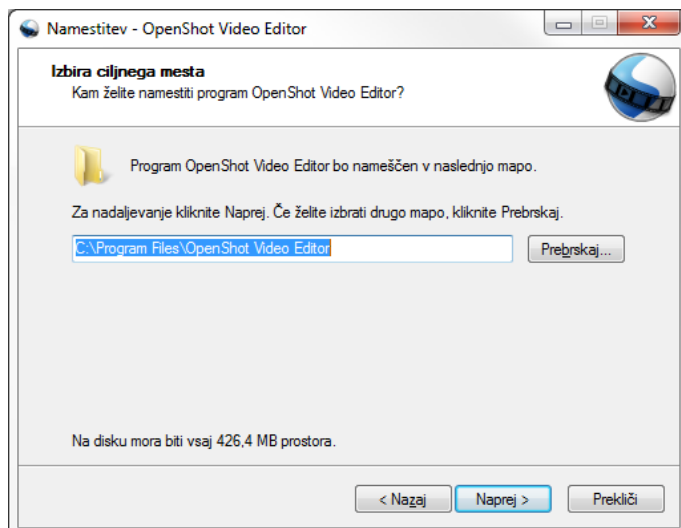 Namestitev - OpenShot Video Editor
Izbira ciljnega mesta
Kam želite namestiti program OpenShot Video Editor?
Program OpenShot Video Editor bo nameščen v naslednjo mapo.
Za nadaljevanje kliknite Naprej. Če želite izbrati drugo mapo, kliknite Prebrskaj.
C:\Program Files\OpenShot Video Editor
Prebrskaj...
Na disku mora biti vsaj 426,4 MB prostora.
< Nazaj
Naprej >
Prekliči